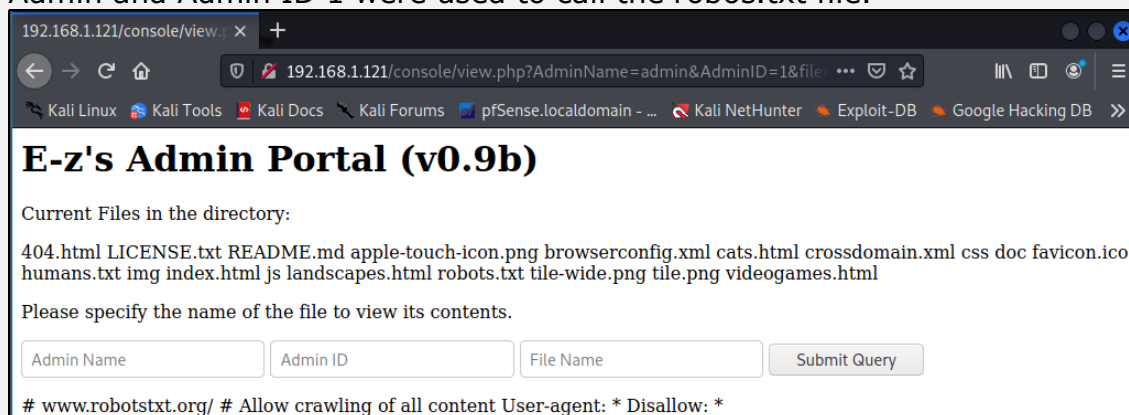 Admin and Admin ID 1 were used to call the robos.txt file.
192.168.1.121/console/view.p
192.168.1.121/console/view.php?AdminName=admin&AdminID=1&file
Kali Linux Kali Tools Kali Docs Kali Forums pfSense.localdomain - ... Kali NetHunter Exploit-DB Google Hacking DB
E-z's Admin Portal (v0.9b)
Current Files in the directory:
404.html LICENSE.txt README.md apple-touch-icon.png browserconfig.xml cats.html crossdomain.xml css doc favicon.ico
humans.txt img index.html js landscapes.html robots.txt tile-wide.png tile.png videogames.html
Please specify the name of the file to view its contents.
Admin Name Admin ID File Name Submit Query
# www.robotstxt.org/ # Allow crawling of all content User-agent: * Disallow: *